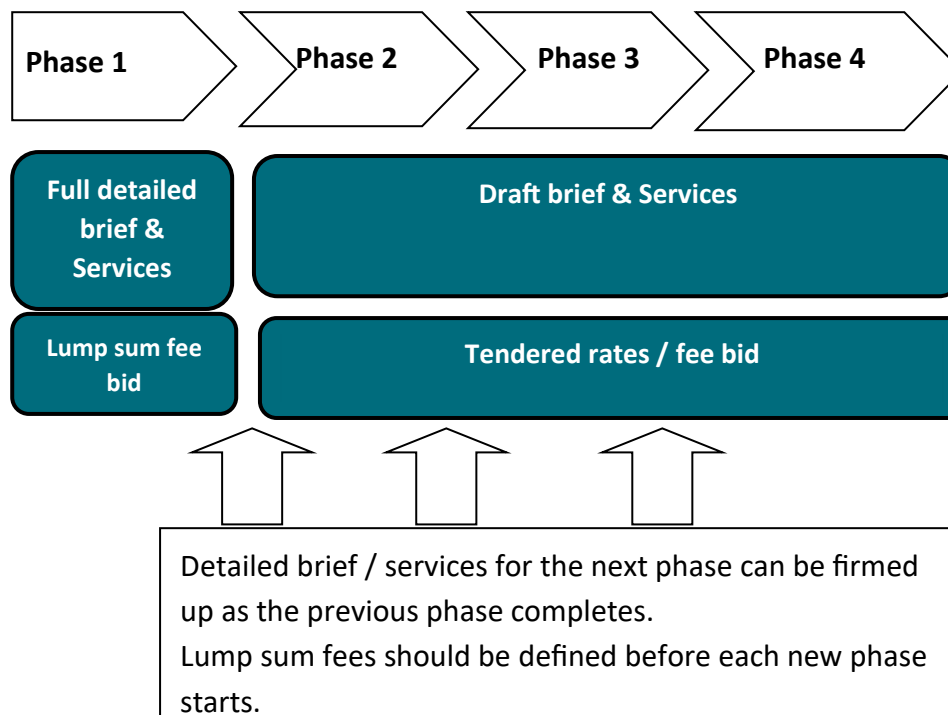 Phase 1
Phase 2
Phase 3
Phase 4
Full detailed
brief &
Services
Draft brief & Services
Lump sum fee
bid
Tendered rates / fee bid
Detailed brief / services for the next phase can be firmed
up as the previous phase completes.
Lump sum fees should be defined before each new phase
starts.